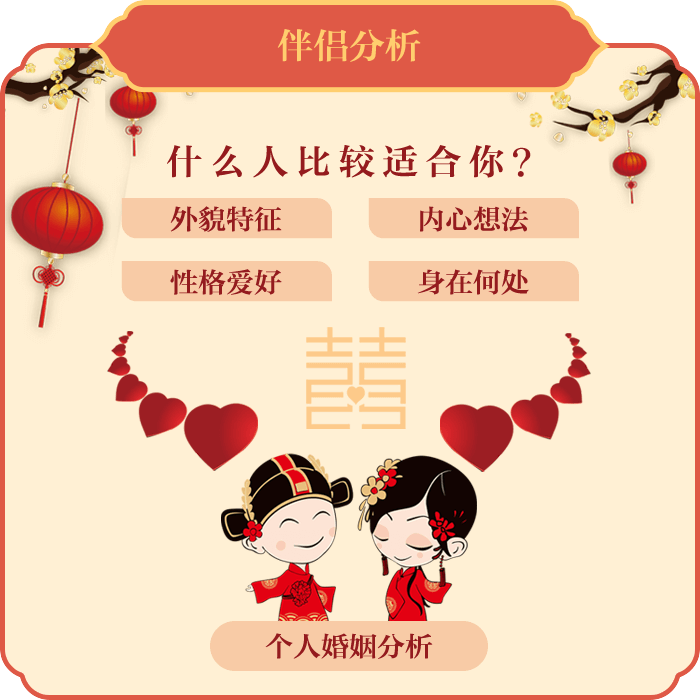 伴侣分析
什么人比较适合你?
外貌特征 内心想法
性格爱好 身在何处
囍
个人婚姻分析